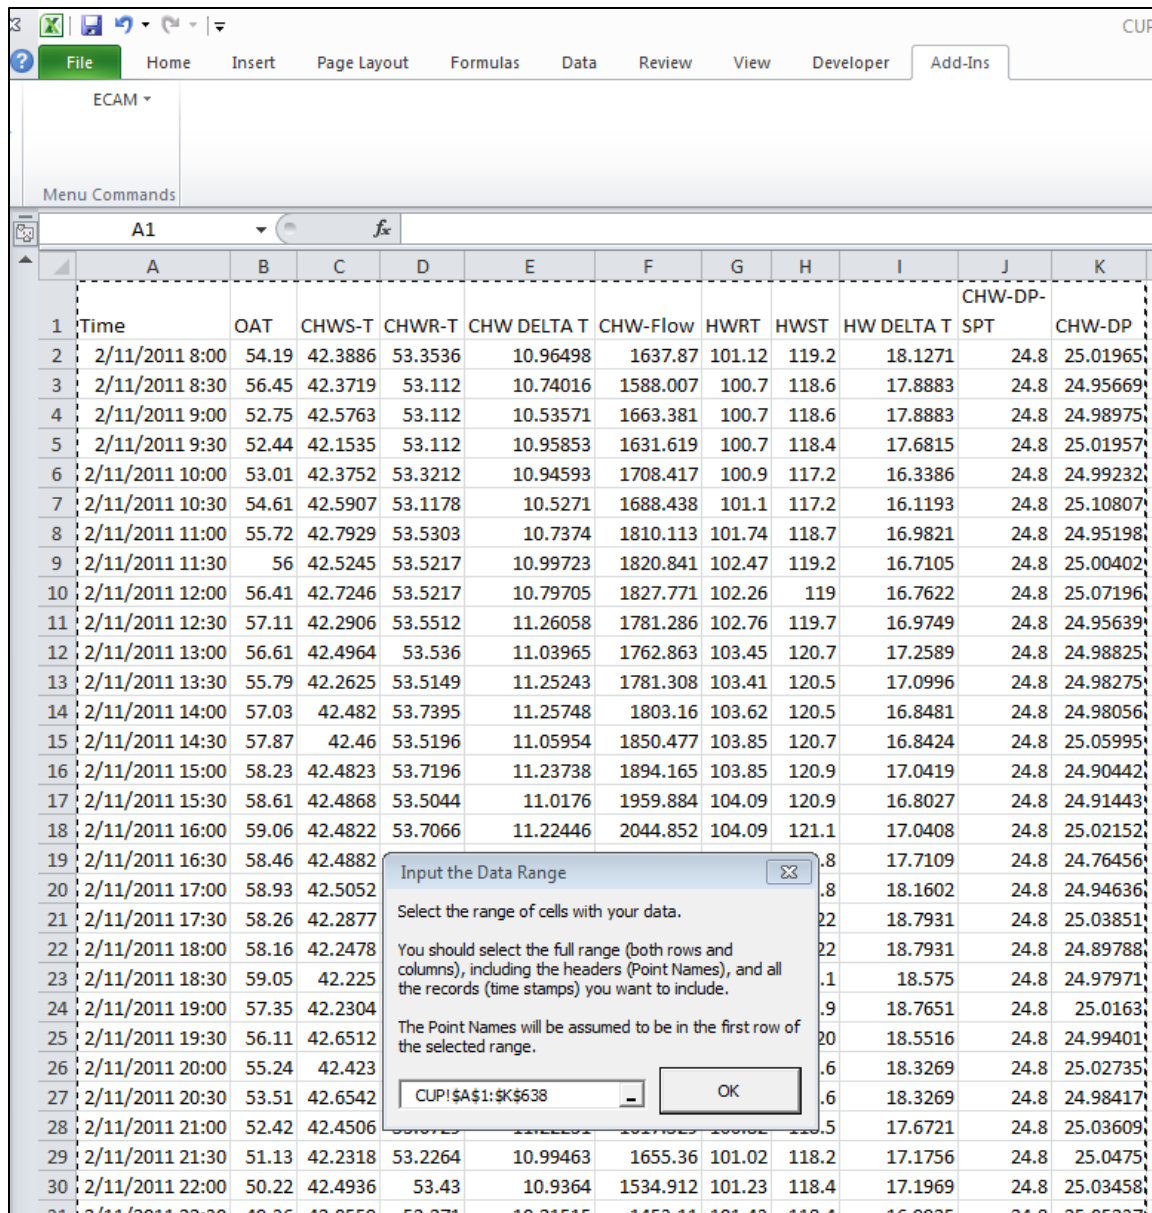 CUP
File Home Insert Page Layout Formulas Data Review View Developer Add-Ins
ECAM
Menu Commands
A1 fx
A B C D E F G H I J K
CHW-DP-
1 Time OAT CHWS-T CHWR-T CHW DELTA T CHW-Flow HWRT HWST HW DELTA T SPT CHW-DP
2 2/11/2011 8:00 54.19 42.3886 53.3536 10.96498 1637.87 101.12 119.2 18.1271 24.8 25.01965
3 2/11/2011 8:30 56.45 42.3719 53.112 10.74016 1588.007 100.7 118.6 17.8883 24.8 24.95669
4 2/11/2011 9:00 52.75 42.5763 53.112 10.53571 1663.381 100.7 118.6 17.8883 24.8 24.98975
5 2/11/2011 9:30 52.44 42.1535 53.112 10.95853 1631.619 100.7 118.4 17.6815 24.8 25.01957
6 2/11/2011 10:00 53.01 42.3752 53.3212 10.94593 1708.417 100.9 117.2 16.3386 24.8 24.99232
7 2/11/2011 10:30 54.61 42.5907 53.1178 10.5271 1688.438 101.1 117.2 16.1193 24.8 25.10807
8 2/11/2011 11:00 55.72 42.7929 53.5303 10.7374 1810.113 101.74 118.7 16.9821 24.8 24.95198
9 2/11/2011 11:30 56 42.5245 53.5217 10.99723 1820.841 102.47 119.2 16.7105 24.8 25.00402
10 2/11/2011 12:00 56.41 42.7246 53.5217 10.79705 1827.771 102.26 119 16.7622 24.8 25.07196
11 2/11/2011 12:30 57.11 42.2906 53.5512 11.26058 1781.286 102.76 119.7 16.9749 24.8 24.95639
12 2/11/2011 13:00 56.61 42.4964 53.536 11.03965 1762.863 103.45 120.7 17.2589 24.8 24.98825
13 2/11/2011 13:30 55.79 42.2625 53.5149 11.25243 1781.308 103.41 120.5 17.0996 24.8 24.98275
14 2/11/2011 14:00 57.03 42.482 53.7395 11.25748 1803.16 103.62 120.5 16.8481 24.8 24.98056
15 2/11/2011 14:30 57.87 42.46 53.5196 11.05954 1850.477 103.85 120.7 16.8424 24.8 25.05995
16 2/11/2011 15:00 58.23 42.4823 53.7196 11.23738 1894.165 103.85 120.9 17.0419 24.8 24.90442
17 2/11/2011 15:30 58.61 42.4868 53.5044 11.0176 1959.884 104.09 120.9 16.8027 24.8 24.91443
18 2/11/2011 16:00 59.06 42.4822 53.7066 11.22446 2044.852 104.09 121.1 17.0408 24.8 25.02152
19 2/11/2011 16:30 58.46 42.4882 .8 17.7109 24.8 24.76456
20 2/11/2011 17:00 58.93 42.5052 .8 18.1602 24.8 24.94636
21 2/11/2011 17:30 58.26 42.2877 22 18.7931 24.8 25.03851
22 2/11/2011 18:00 58.16 42.2478 22 18.7931 24.8 24.89788
23 2/11/2011 18:30 59.05 42.225 .1 18.575 24.8 24.97971
24 2/11/2011 19:00 57.35 42.2304 .9 18.7651 24.8 25.0163
25 2/11/2011 19:30 56.11 42.6512 20 18.5516 24.8 24.99401
26 2/11/2011 20:00 55.24 42.423 .6 18.3269 24.8 25.02735
27 2/11/2011 20:30 53.51 42.6542 .6 18.3269 24.8 24.98417
28 2/11/2011 21:00 52.42 42.4506 .5 17.6721 24.8 25.03609
29 2/11/2011 21:30 51.13 42.2318 53.2264 10.99463 1655.36 101.02 118.2 17.1756 24.8 25.0475
30 2/11/2011 22:00 50.22 42.4936 53.43 10.9364 1534.912 101.23 118.4 17.1969 24.8 25.03458
Input the Data Range
Select the range of cells with your data.
You should select the full range (both rows and
columns), including the headers (Point Names), and all
the records (time stamps) you want to include.
The Point Names will be assumed to be in the first row of
the selected range.
CUP!$A$1:$K$638 OK